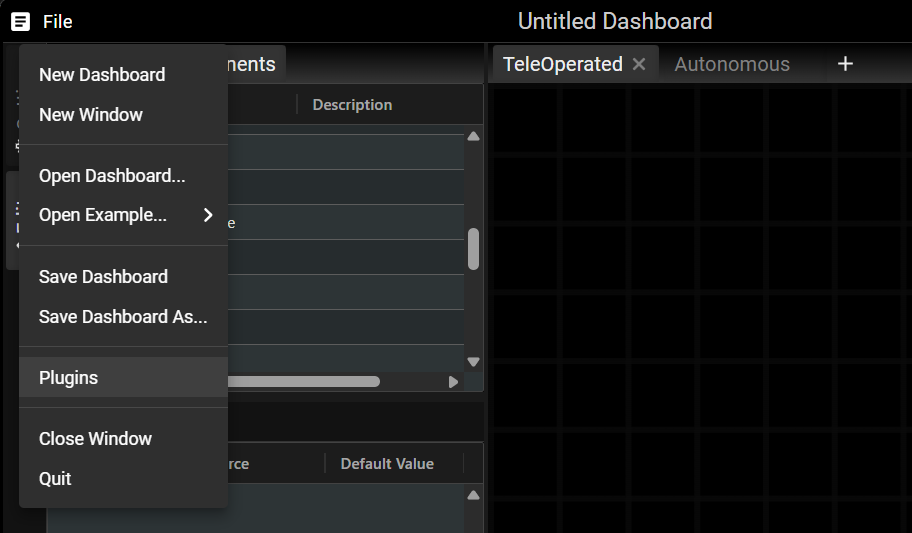 File
Untitled Dashboard
nents
TeleOperated
Autonomous
New Dashboard
Description
New Window
Open Dashboard...
Open Example...
e
Save Dashboard
Save Dashboard As...
Plugins
Close Window
rce
Default Value
Quit